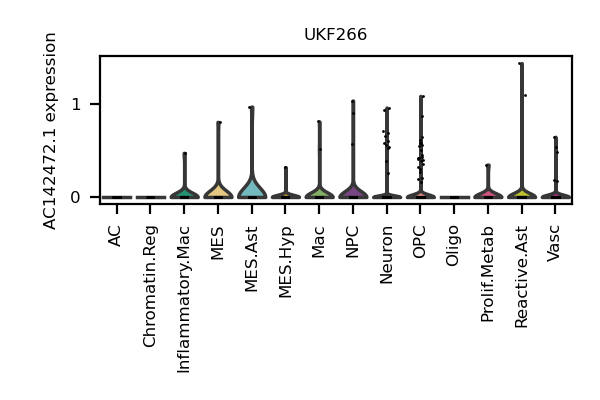 UKF266
AC142472.1 expression
1
0
AC
Chromatin.Reg
Inflammatory.Mac
MES
MES.Ast
MES.Hyp
Mac
NPC
Neuron
OPC
Oligo
Prolif.Metab
Reactive.Ast
Vasc